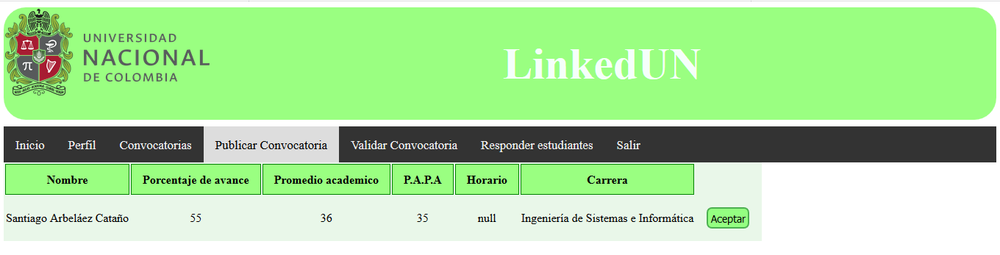 UNIVERSIDAD
NACIONAL
DE COLOMBIA
LinkedUN
Inicio Perfil Convocatorias Publicar Convocatoria Validar Convocatoria Responder estudiantes Salir
Nombre Porcentaje de avance Promedio academico P.A.P.A Horario Carrera
Santiago Arbeláez Cataño 55 36 35 null Ingeniería de Sistemas e Informática Aceptar